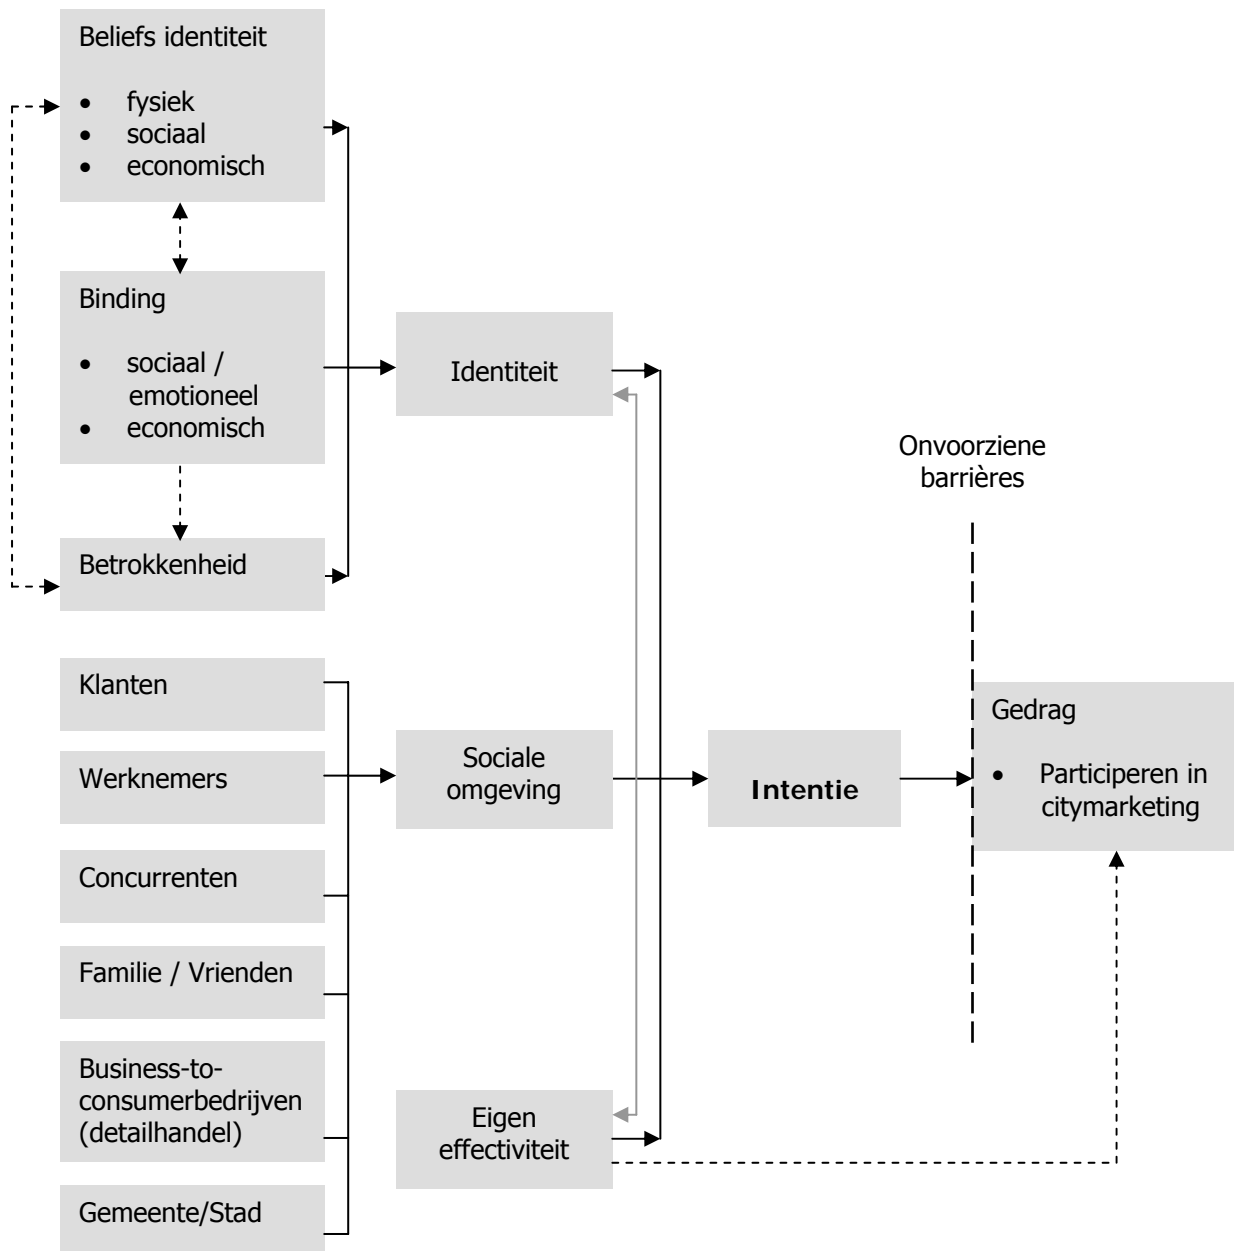 Beliefs identiteit
• fysiek
• sociaal
• economisch
Binding
• sociaal /
emotioneel
• economisch
Betrokkenheid
Klanten
Werknemers
Concurrenten
Familie / Vrienden
Business-to-
consumerbedrijven
(detailhandel)
Gemeente/Stad
Identiteit
Sociale
omgeving
Eigen
effectiviteit
Intentie
Onvoorziene
barrières
Gedrag
• Participeren in
citymarketing